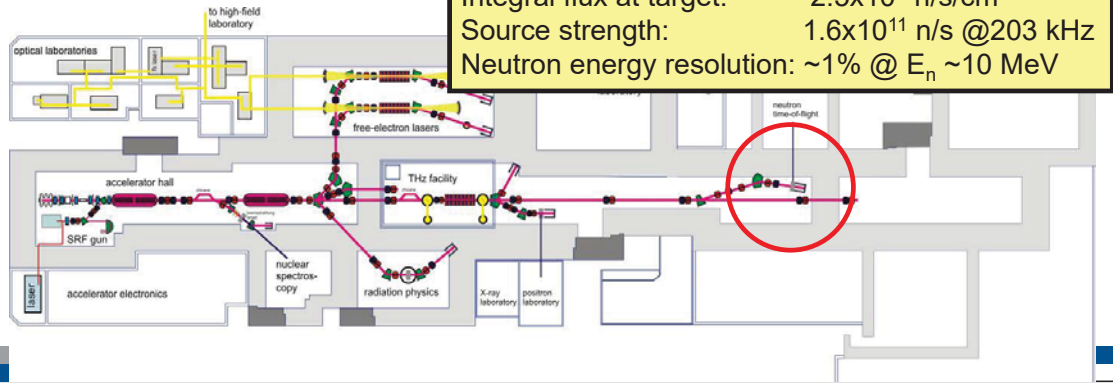 to high-field
laboratory
optical laboratories
fs laser
Source strength: 1.6x10¹¹ n/s @203 kHz
Neutron energy resolution: ~1% @ Eₙ ~10 MeV
neutron
time-of-flight
free-electron lasers
accelerator hall
THz facility
SRF gun
laser
accelerator electronics
nuclear
spectros-
copy
radiation physics
X-ray
laboratory
positron
laboratory